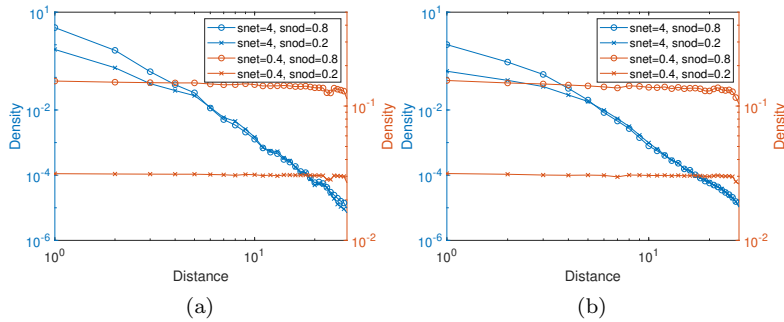 10^1
10^-2
10^-4
10^-6
Density
snet=4, snod=0.8
snet=4, snod=0.2
snet=0.4, snod=0.8
snet=0.4, snod=0.2
10^-1
10^-2
Density
10^0
10^1
Distance
(a)
10^1
10^-2
10^-4
10^-6
Density
snet=4, snod=0.8
snet=4, snod=0.2
snet=0.4, snod=0.8
snet=0.4, snod=0.2
10^-1
10^-2
Density
10^0
10^1
Distance
(b)